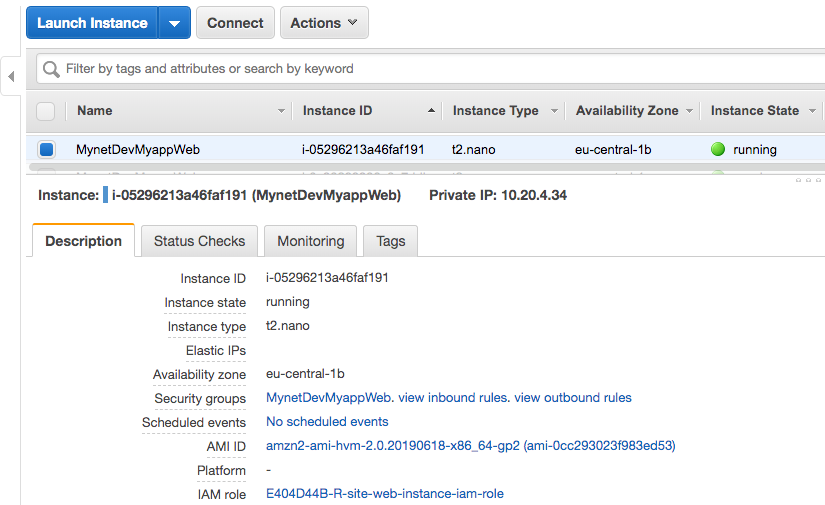 Launch Instance Connect Actions
Filter by tags and attributes or search by keyword
Name Instance ID Instance Type Availability Zone Instance State
MynetDevMyappWeb i-05296213a46faf191 t2.nano eu-central-1b running
Instance: i-05296213a46faf191 (MynetDevMyappWeb) Private IP: 10.20.4.34
Description Status Checks Monitoring Tags
Instance ID i-05296213a46faf191
Instance state running
Instance type t2.nano
Elastic IPs
Availability zone eu-central-1b
Security groups MynetDevMyappWeb. view inbound rules. view outbound rules
Scheduled events No scheduled events
AMI ID amzn2-ami-hvm-2.0.20190618-x86_64-gp2 (ami-0cc293023f983ed53)
Platform -
IAM role E404D44B-R-site-web-instance-iam-role